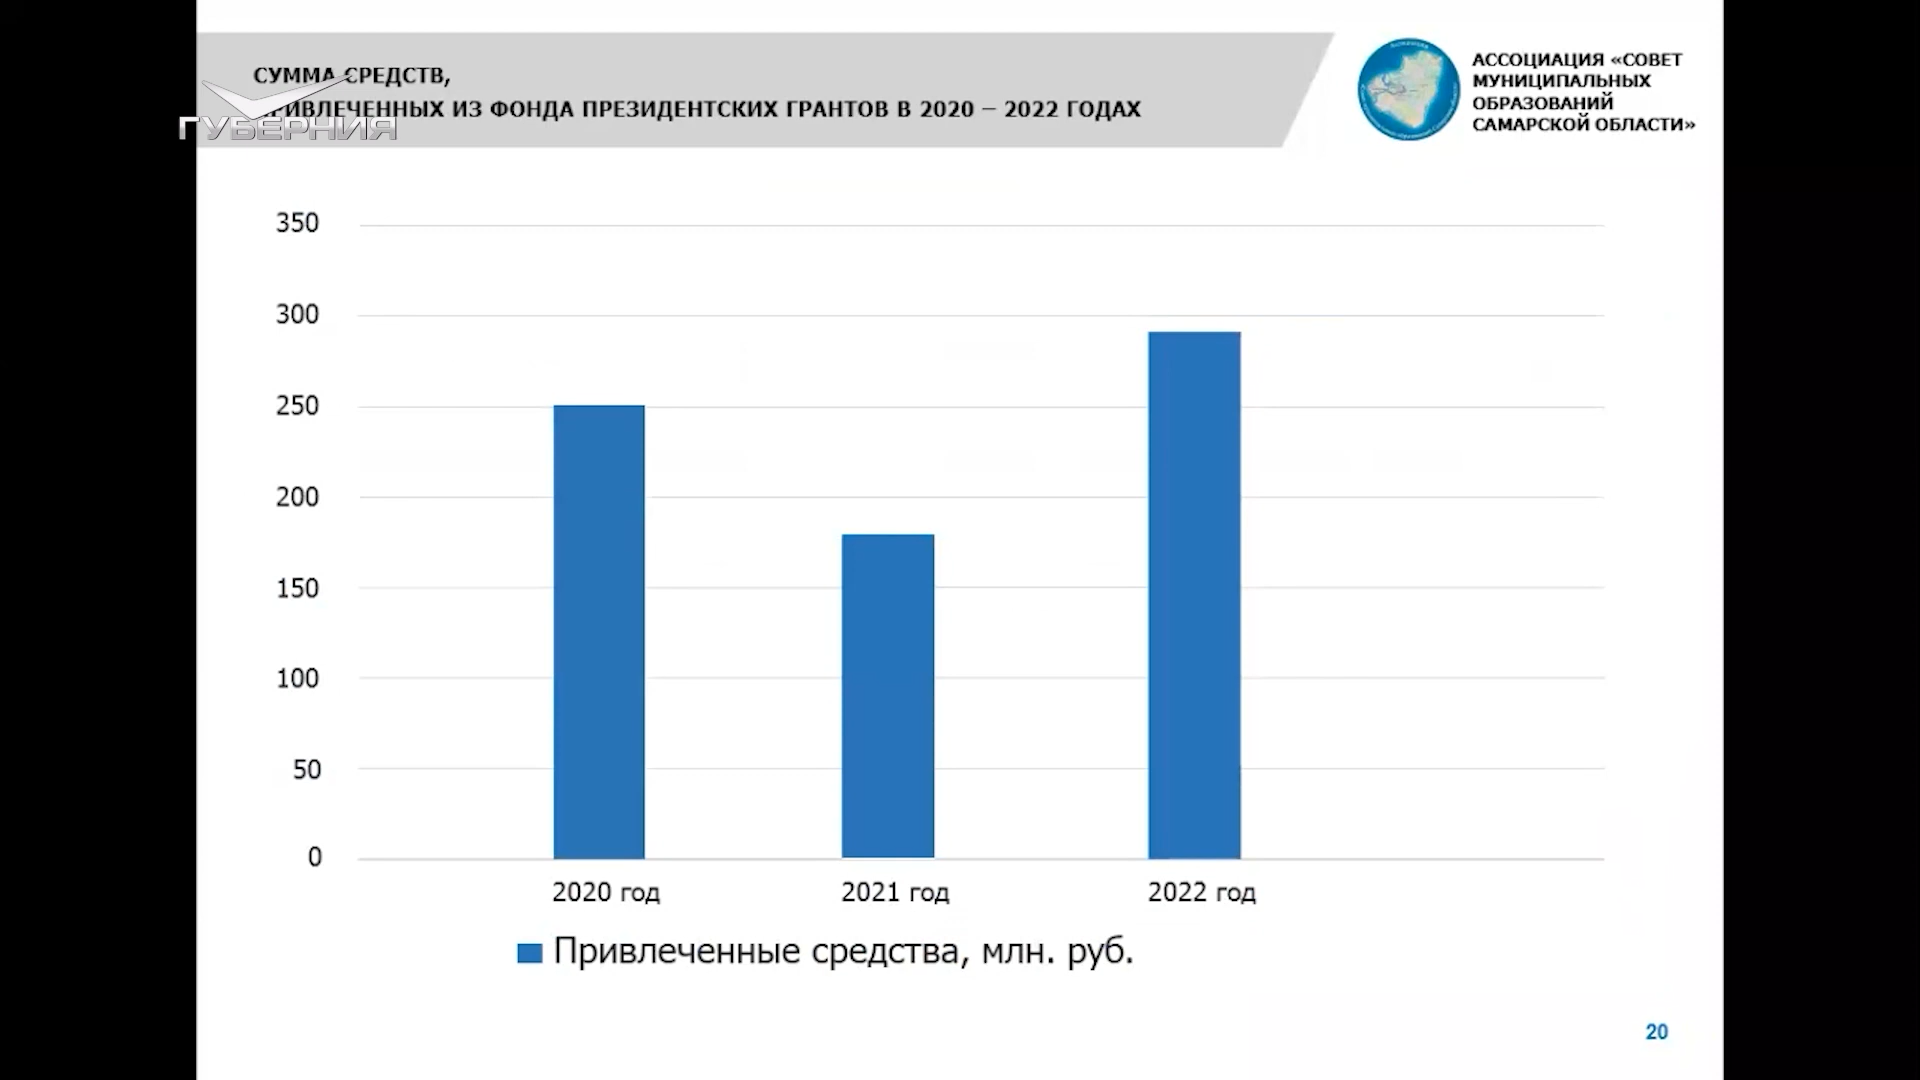 СУММА СРЕДСТВ,
ПРИВЛЕЧЕННЫХ ИЗ ФОНДА ПРЕЗИДЕНТСКИХ ГРАНТОВ В 2020 – 2022 ГОДАХ
ГУБЕРНИЯ
АССОЦИАЦИЯ «СОВЕТ
МУНИЦИПАЛЬНЫХ
ОБРАЗОВАНИЙ
САМАРСКОЙ ОБЛАСТИ»
350
300
250
200
150
100
50
0
2020 год
2021 год
2022 год
Привлеченные средства, млн. руб.
20